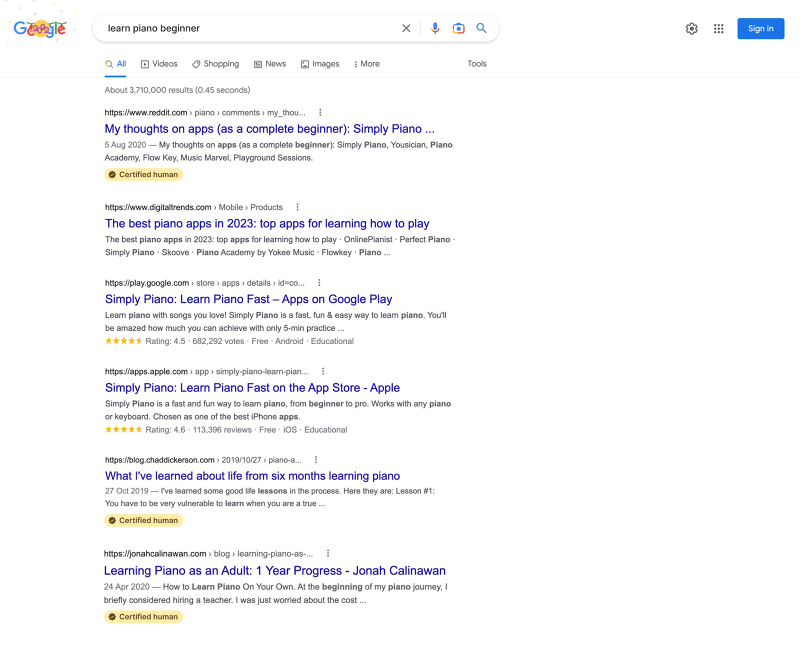 Google
learn piano beginner
Sign in
All Videos Shopping News Images More Tools
About 3,710,000 results (0.45 seconds)
https://www.reddit.com › piano › comments › my_thou...
My thoughts on apps (as a complete beginner): Simply Piano ...
5 Aug 2020 — My thoughts on apps (as a complete beginner): Simply Piano, Yousician, Piano
Academy, Flow Key, Music Marvel, Playground Sessions.
Certified human
https://www.digitaltrends.com › Mobile › Products
The best piano apps in 2023: top apps for learning how to play
The best piano apps in 2023: top apps for learning how to play · OnlinePianist · Perfect Piano ·
Simply Piano · Skoove · Piano Academy by Yokee Music · Flowkey · Piano ...
https://play.google.com › store › apps › details › id=co...
Simply Piano: Learn Piano Fast – Apps on Google Play
Learn piano with songs you love! Simply Piano is a fast, fun & easy way to learn piano. You'll
be amazed how much you can achieve with only 5-min practice ...
Rating: 4.5 · 682,292 votes · Free · Android · Educational
https://apps.apple.com › app › simply-piano-learn-pian...
Simply Piano: Learn Piano Fast on the App Store - Apple
Simply Piano is a fast and fun way to learn piano, from beginner to pro. Works with any piano
or keyboard. Chosen as one of the best iPhone apps.
Rating: 4.6 · 113,396 reviews · Free · iOS · Educational
https://blog.chaddickerson.com › 2019/10/27 › piano-a...
What I've learned about life from six months learning piano
27 Oct 2019 — I've learned some good life lessons in the process. Here they are: Lesson #1:
You have to be very vulnerable to learn when you are a true ...
Certified human
https://jonahcalinawan.com › blog › learning-piano-as-...
Learning Piano as an Adult: 1 Year Progress - Jonah Calinawan
24 Apr 2020 — How to Learn Piano On Your Own. At the beginning of my piano journey, I
briefly considered hiring a teacher. I was just worried about the cost ...
Certified human